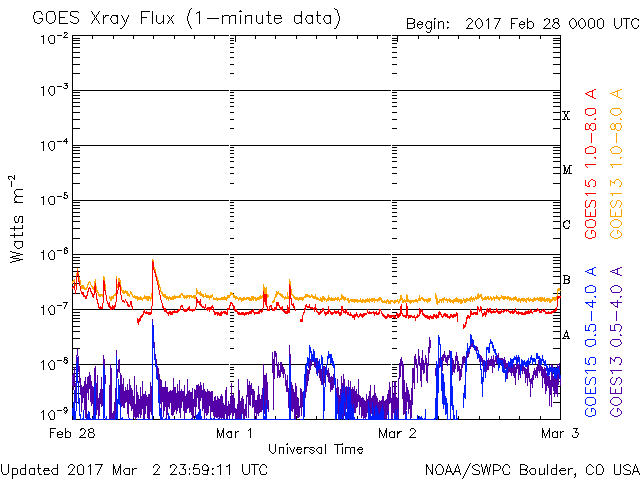 GOES Xray Flux (1-minute data)
Begin: 2017 Feb 28 0000 UTC
10-2
10-3
10-4
10-5
10-6
10-7
10-8
10-9
Watts m-2
X
M
C
B
A
GOES15 1.0-8.0 A
GOES13 1.0-8.0 A
GOES15 0.5-4.0 A
GOES13 0.5-4.0 A
Feb 28 Mar 1 Mar 2 Mar 3
Universal Time
Updated 2017 Mar 2 23:59:11 UTC
NOAA/SWPC Boulder, CO USA